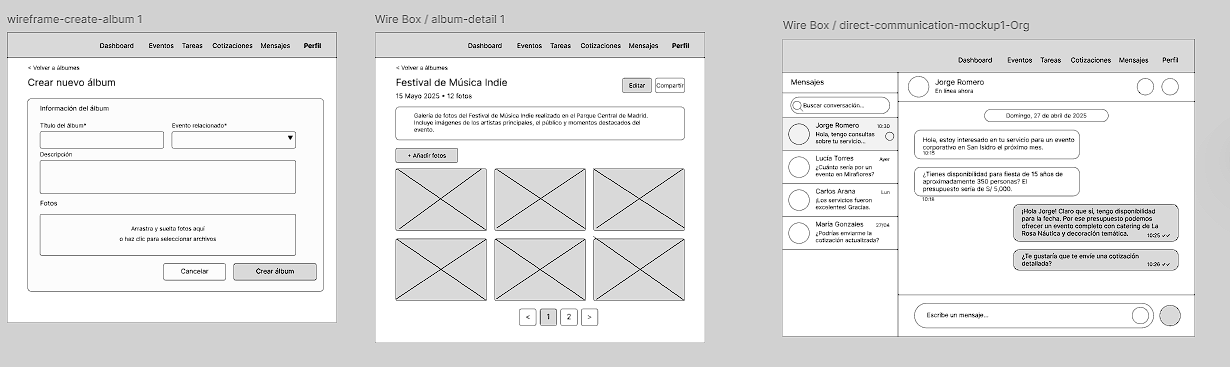 wireframe-create-album 1
Dashboard Eventos Tareas Cotizaciones Mensajes Perfil
< Volver a álbumes
Crear nuevo álbum
Información del álbum
Título del álbum* Evento relacionado*
Descripción
Fotos
Arrastra y suelta fotos aquí
o haz clic para seleccionar archivos
Cancelar Crear álbum
Wire Box / album-detail 1
Dashboard Eventos Tareas Cotizaciones Mensajes Perfil
< Volver a álbumes
Festival de Música Indie
Editar Compartir
15 Mayo 2025 • 12 fotos
Galería de fotos del Festival de Música Indie realizado en el Parque Central de Madrid.
Incluye imágenes de los artistas principales, el público y momentos destacados del
evento.
+ Añadir fotos
< 1 2 >
Wire Box / direct-communication-mockup1-Org
Dashboard Eventos Tareas Cotizaciones Mensajes Perfil
Mensajes
Buscar conversación...
Jorge Romero 10:30
Hola, tengo consultas
sobre tu servicio...
Lucía Torres Ayer
¿Cuánto sería por un
evento en Miraflores?
Carlos Arana Lun
¡Los servicios fueron
excelentes! Gracias.
María Gonzales 27/04
¿Podrías enviarme la
cotización actualizada?
Jorge Romero
En línea ahora
Domingo, 27 de abril de 2025
Hola, estoy interesado en tu servicio para un evento
corporativo en San Isidro el próximo mes.
10:15
¿Tienes disponibilidad para fiesta de 15 años de
aproximadamente 350 personas? El
presupuesto sería de S/ 5,000.
10:18
¡Hola Jorge! Claro que sí, tengo disponibilidad
para la fecha. Por ese presupuesto podemos
ofrecer un evento completo con catering de La
Rosa Náutica y decoración temática.
10:25 ✓✓
¿Te gustaría que te envíe una cotización
detallada?
10:26 ✓✓
Escribe un mensaje...